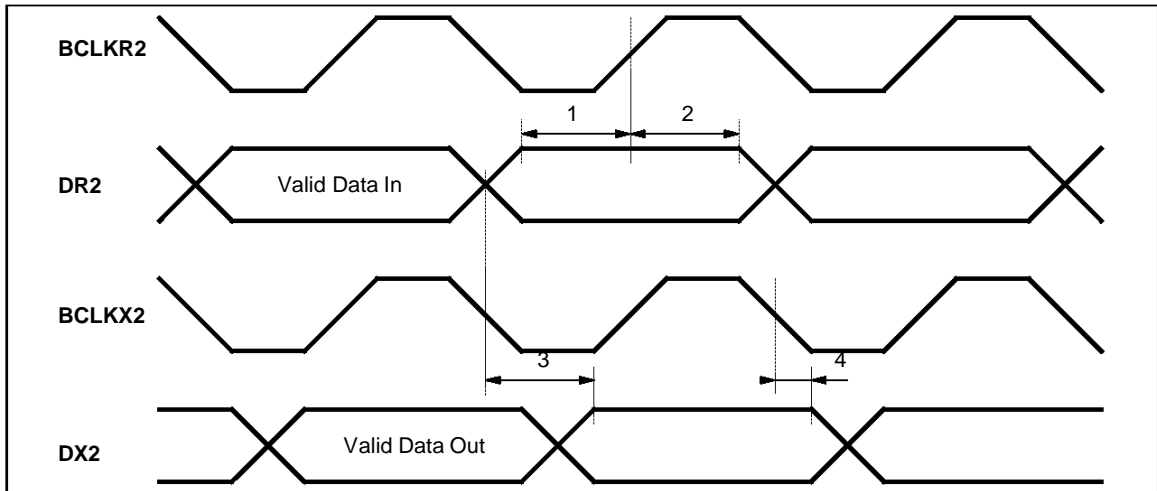 BCLKR2
1 2
DR2
Valid Data In
BCLKX2
3
4
DX2
Valid Data Out